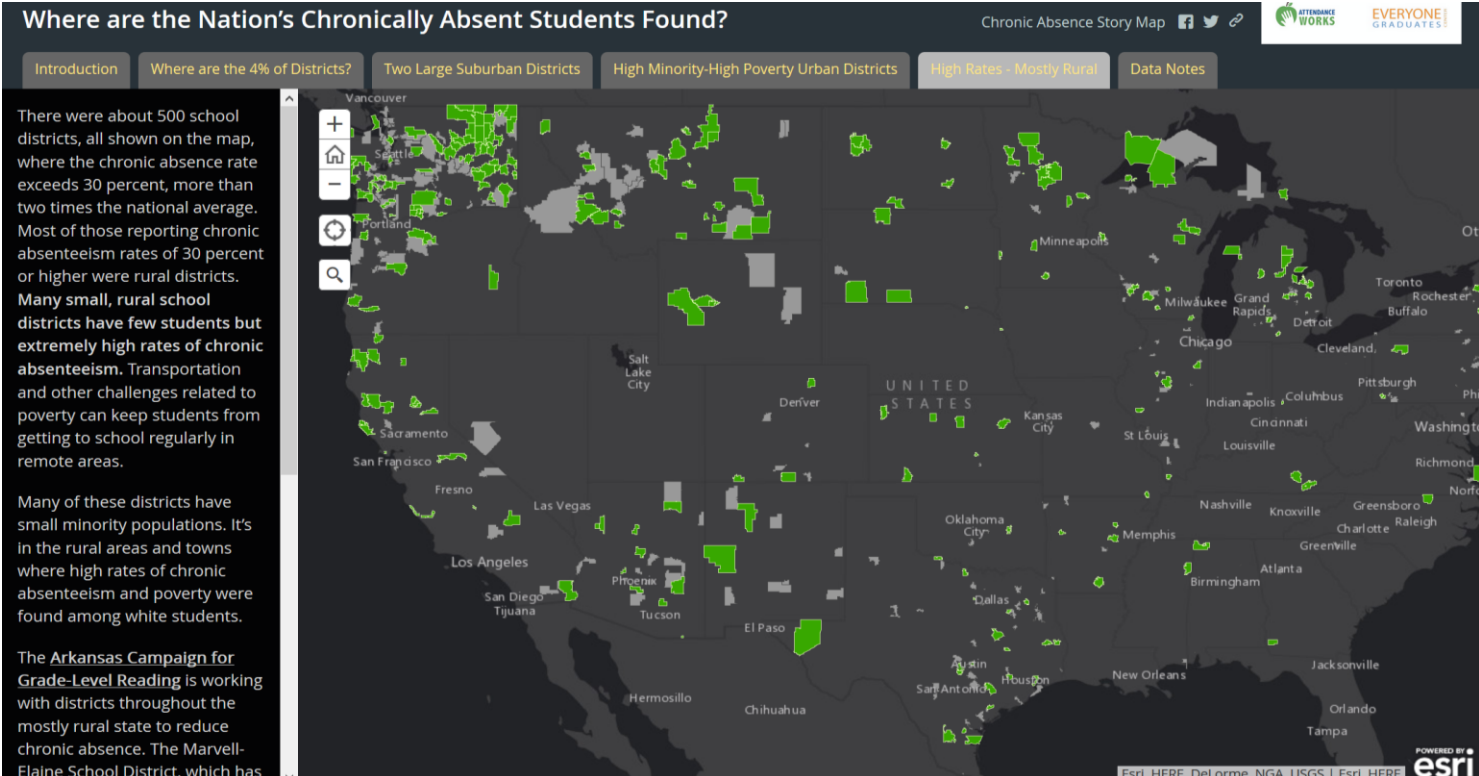 Where are the Nation's Chronically Absent Students Found?
Chronic Absence Story Map
ATTENDANCE
WORKS
EVERYONE
GRADUATES
Introduction
Where are the 4% of Districts?
Two Large Suburban Districts
High Minority-High Poverty Urban Districts
High Rates - Mostly Rural
Data Notes
There were about 500 school
districts, all shown on the map,
where the chronic absence rate
exceeds 30 percent, more than
two times the national average.
Most of those reporting chronic
absenteeism rates of 30 percent
or higher were rural districts.
Many small, rural school
districts have few students but
extremely high rates of chronic
absenteeism. Transportation
and other challenges related to
poverty can keep students from
getting to school regularly in
remote areas.
Many of these districts have
small minority populations. It's
in the rural areas and towns
where high rates of chronic
absenteeism and poverty were
found among white students.
The Arkansas Campaign for
Grade-Level Reading is working
with districts throughout the
mostly rural state to reduce
chronic absence. The Marvell-
Elaine School District, which has
Vancouver
Seattle
Portland
Minneapolis
Ot
Toronto
Rochester
Buffalo
Milwaukee
Grand
Rapids
Detroit
Chicago
Cleveland
Salt
Lake
City
UNITED
STATES
Denver
Pittsburgh
Phi
Indianapolis
Columbus
Kansas
City
Cincinnati
Washingto
Sacramento
St Louis
Louisville
San Francisco
Richmond
Fresno
Norfo
Las Vegas
Nashville
Knoxville
Greensboro
Raleigh
Oklahoma
City
Charlotte
Memphis
Greenville
Los Angeles
Atlanta
Phoenix
Birmingham
San Diego
Tijuana
Tucson
Dallas
El Paso
Austin
Jacksonville
New Orleans
San Antonio
Houston
Hermosillo
Chihuahua
Orlando
Tampa
POWERED BY
esri
Esri, HERE, DeLorme, NGA, USGS | Esri, HERE